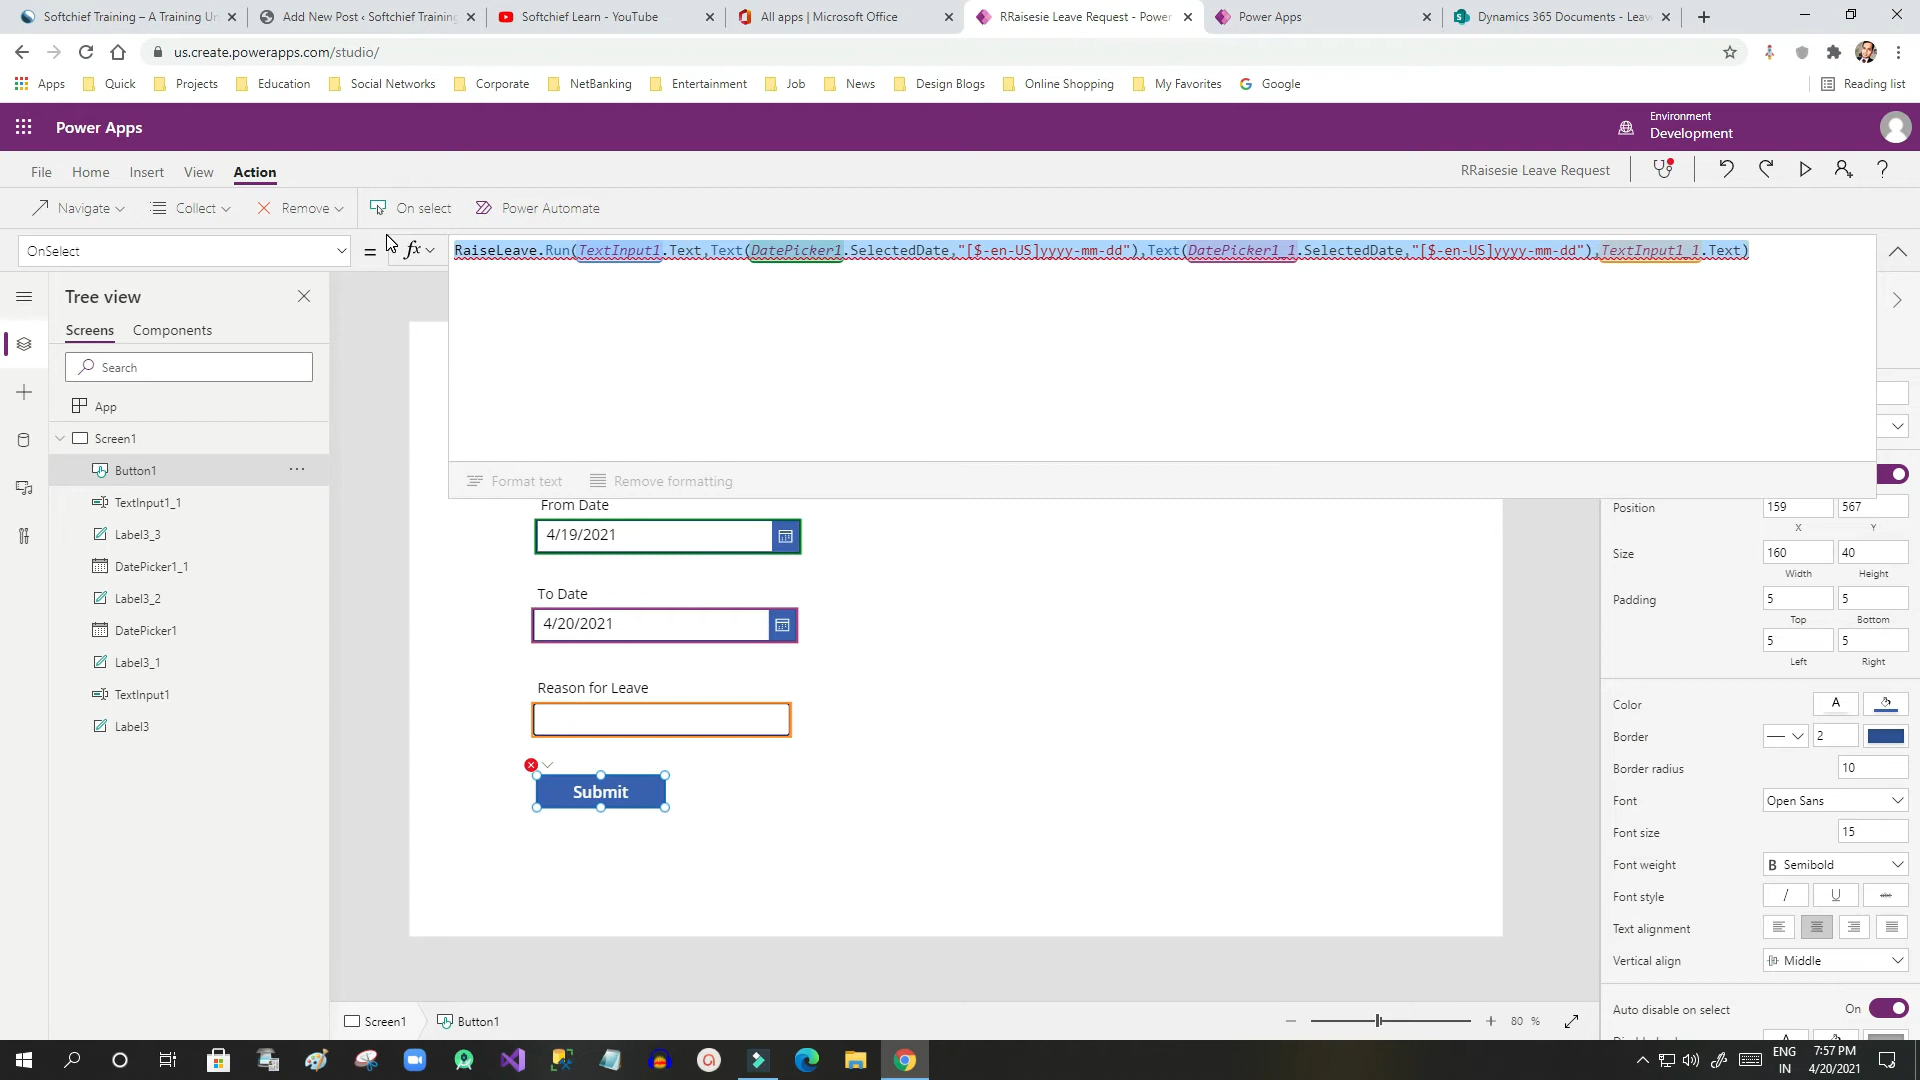 Softchief Training – A Training Un
Add New Post ‹ Softchief Training
Softchief Learn - YouTube
All apps | Microsoft Office
RRaisesie Leave Request - Power
Power Apps
Dynamics 365 Documents - Leav
us.create.powerapps.com/studio/
Apps
Quick
Projects
Education
Social Networks
Corporate
NetBanking
Entertainment
Job
News
Design Blogs
Online Shopping
My Favorites
Google
Reading list
Power Apps
Environment
Development
File
Home
Insert
View
Action
RRaisesie Leave Request
Navigate
Collect
Remove
On select
Power Automate
OnSelect
= fx
RaiseLeave.Run(TextInput1.Text,Text(DatePicker1.SelectedDate,"[$-en-US]yyyy-mm-dd"),Text(DatePicker1_1.SelectedDate,"[$-en-US]yyyy-mm-dd"),TextInput1_1.Text)
Format text
Remove formatting
Tree view
Screens
Components
Search
App
Screen1
Button1
TextInput1_1
Label3_3
DatePicker1_1
Label3_2
DatePicker1
Label3_1
TextInput1
Label3
From Date
4/19/2021
To Date
4/20/2021
Reason for Leave
Submit
Position
159
567
X
Y
Size
160
40
Width
Height
Padding
5
5
Top
Bottom
5
5
Left
Right
Color
A
Border
2
Border radius
10
Font
Open Sans
Font size
15
Font weight
B Semibold
Font style
/ U
Text alignment
Vertical align
Middle
Auto disable on select
On
Screen1
Button1
80 %
ENG
IN
7:57 PM
4/20/2021